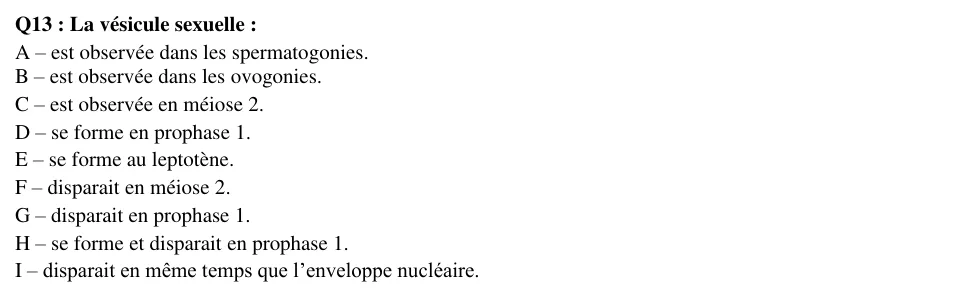 Q13 : La vésicule sexuelle :
A – est observée dans les spermatogonies.
B – est observée dans les ovogonies.
C – est observée en méiose 2.
D – se forme en prophase 1.
E – se forme au leptotène.
F – disparait en méiose 2.
G – disparait en prophase 1.
H – se forme et disparait en prophase 1.
I – disparait en même temps que l'enveloppe nucléaire.